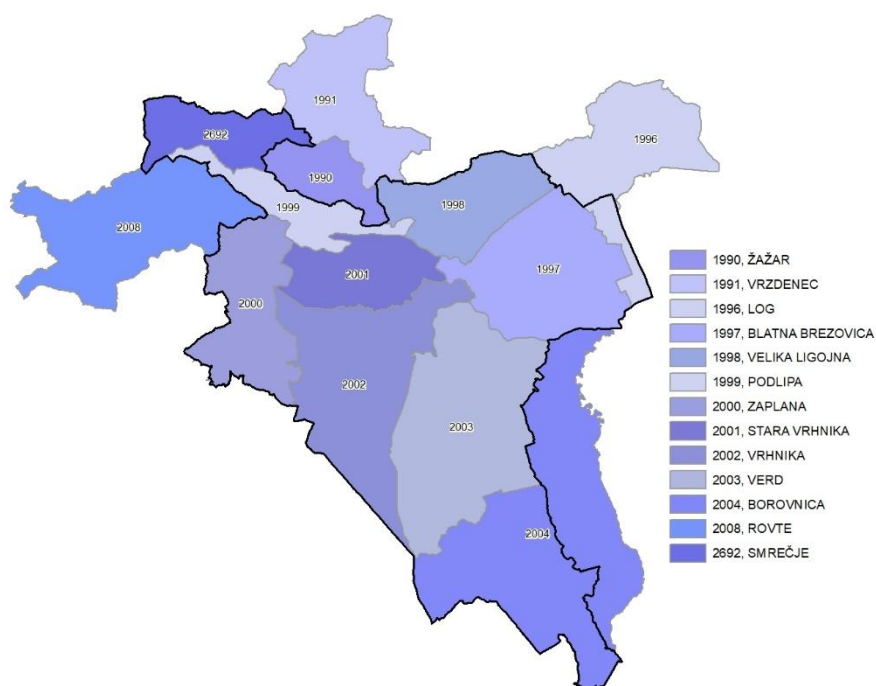 1991
1996
2692
1990
1999
1998
2008
2001
1997
2000
2002
2003
2004
1990, ŽAŽAR
1991, VRZDENEC
1996, LOG
1997, BLATNA BREZOVICA
1998, VELIKA LIGOJNA
1999, PODLIPA
2000, ZAPLANA
2001, STARA VRHNIKA
2002, VRHNIKA
2003, VERD
2004, BOROVNICA
2008, ROVTE
2692, SMREČJE